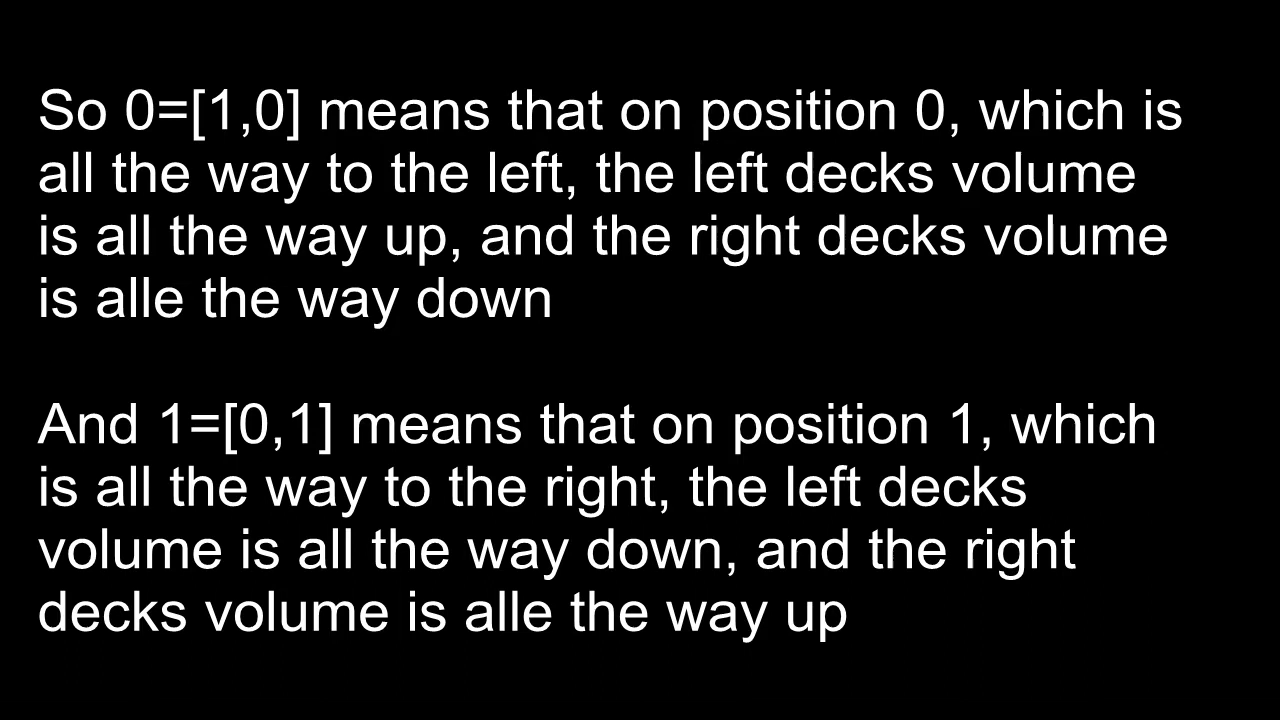 So 0=[1,0] means that on position 0, which is
all the way to the left, the left decks volume
is all the way up, and the right decks volume
is alle the way down
And 1=[0,1] means that on position 1, which
is all the way to the right, the left decks
volume is all the way down, and the right
decks volume is alle the way up